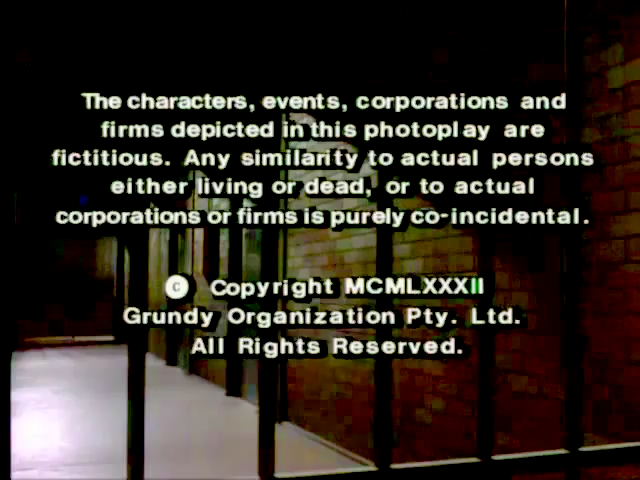 The characters, events, corporations and
firms depicted in this photoplay are
fictitious. Any similarity to actual persons
either living or dead, or to actual
corporations or firms is purely co-incidental.
© Copyright MCMLXXXII
Grundy Organization Pty. Ltd.
All Rights Reserved.